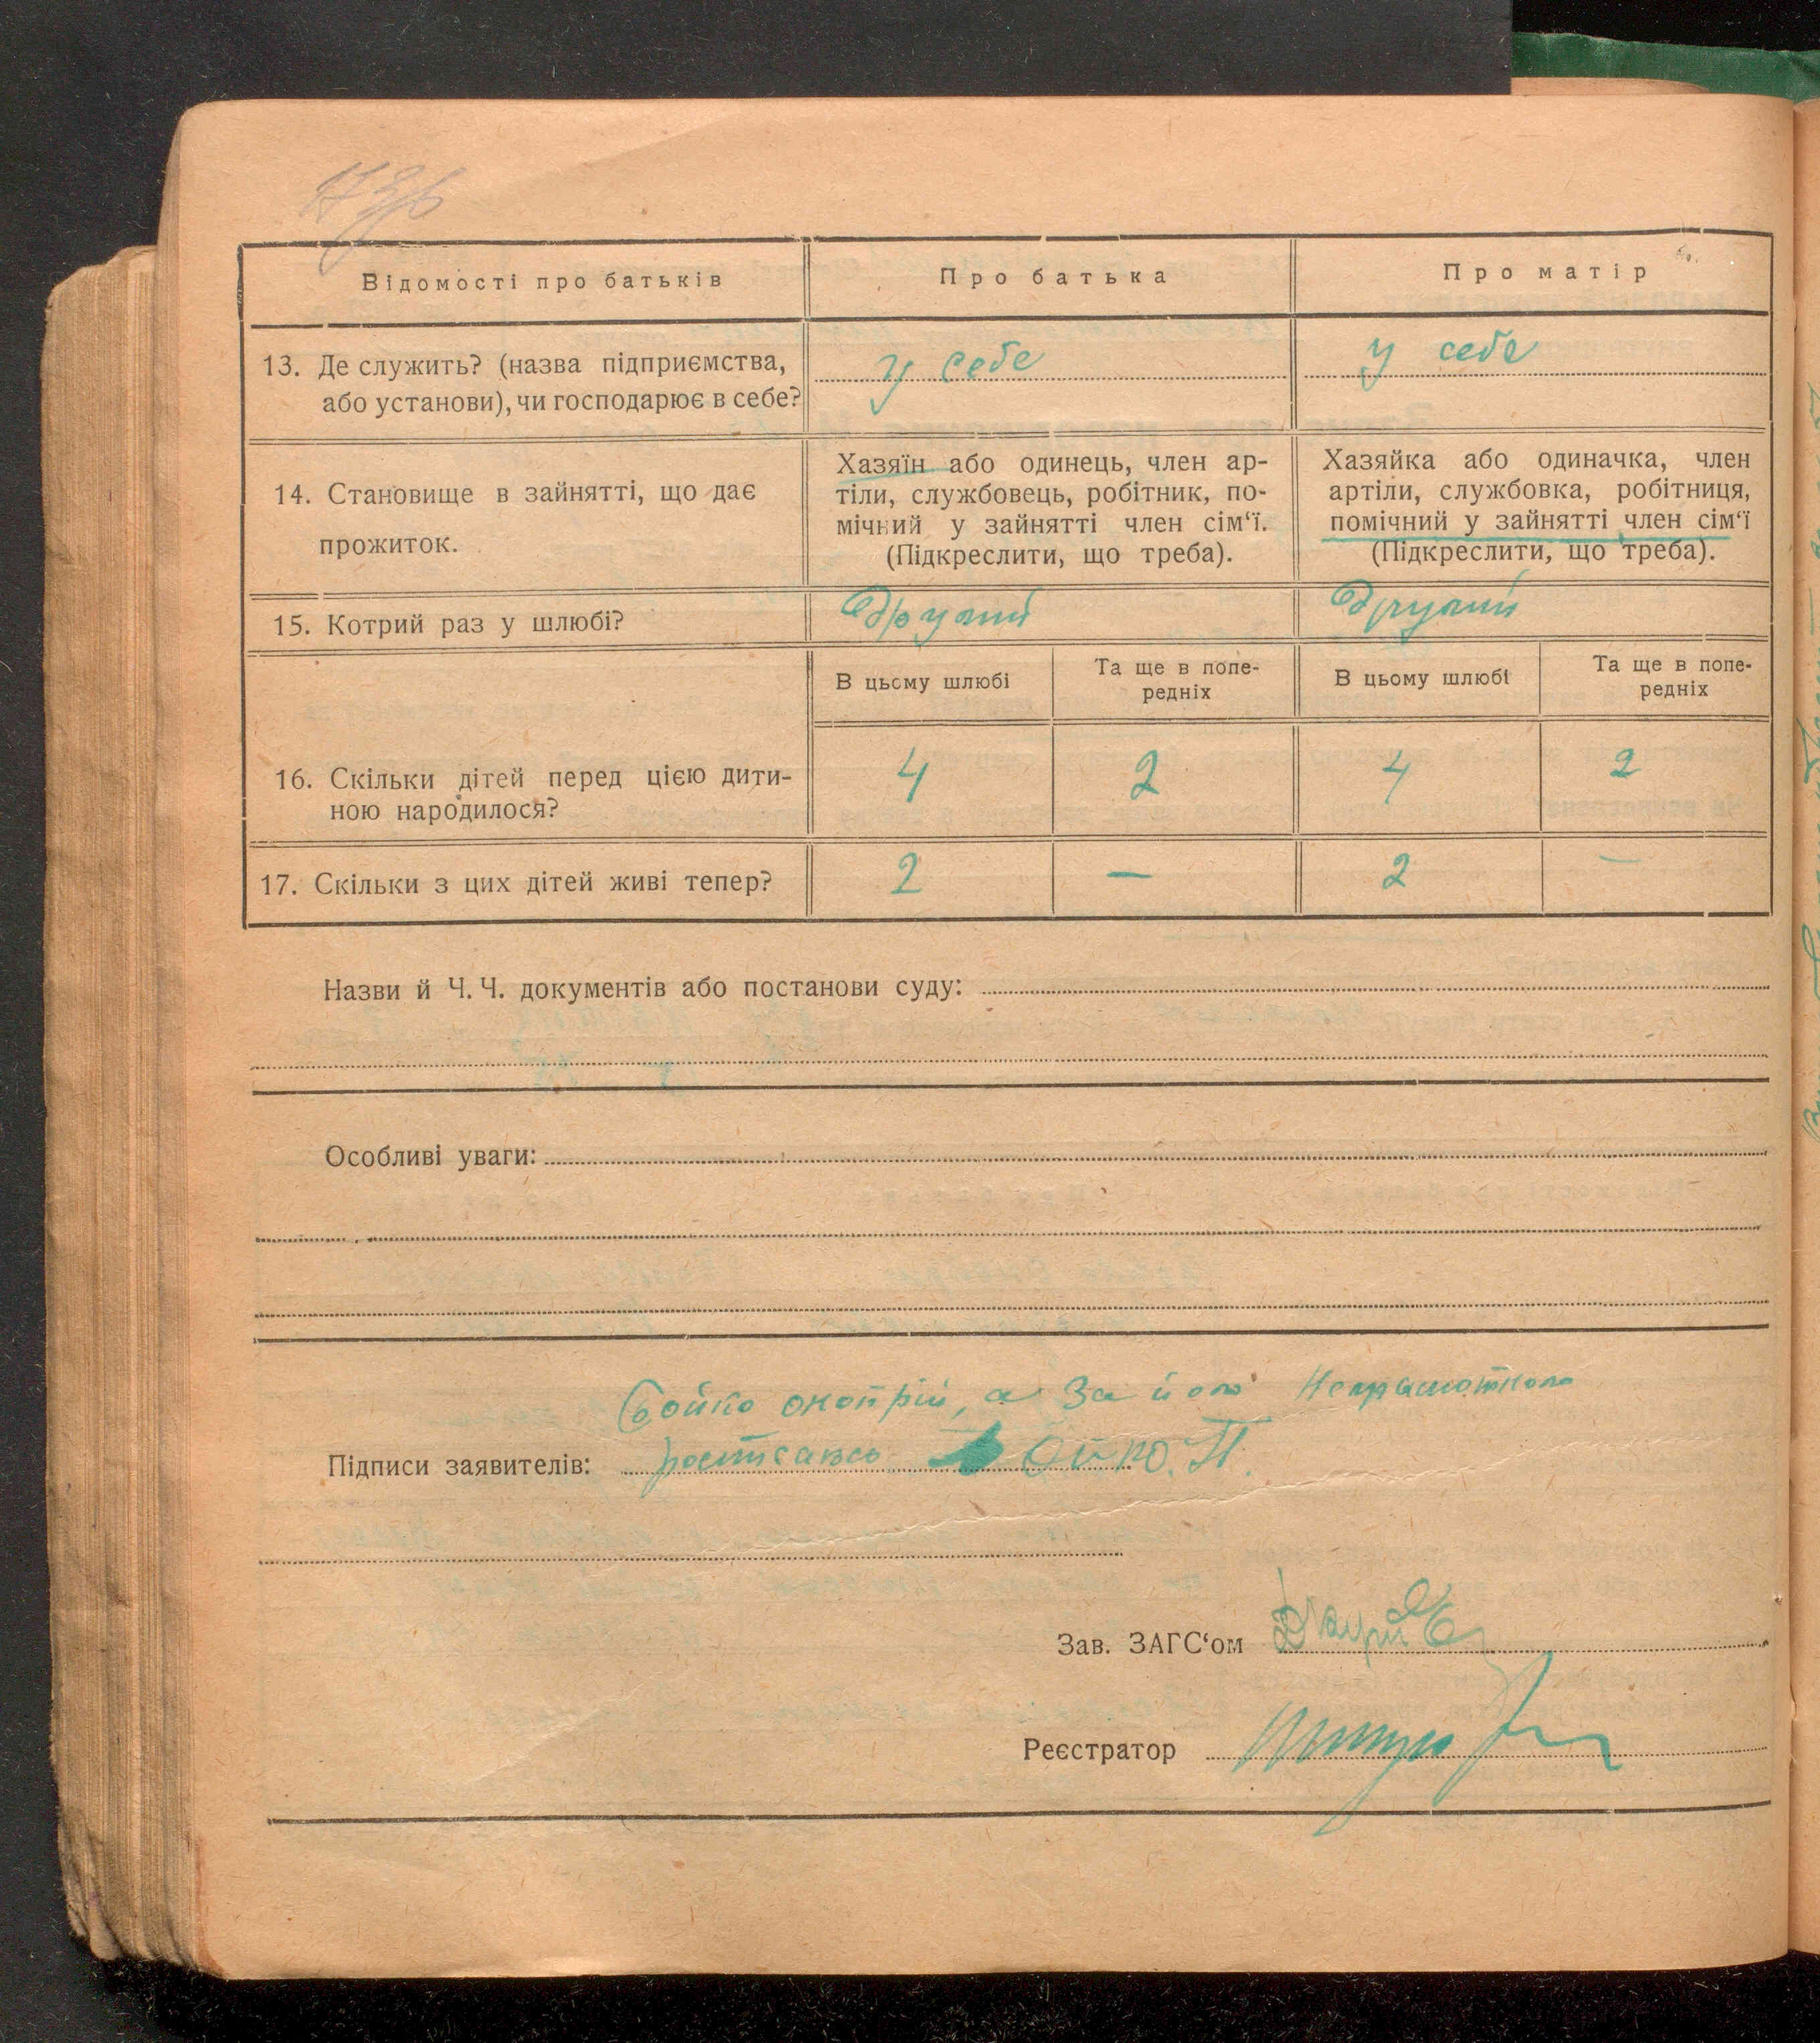 Відомості про батьків
Про батька
Про матір
13. Де служить? (назва підприємства,
або установи), чи господарює в себе?
у себе
у себе
14. Становище в зайнятті, що дає
прожиток.
Хазяїн або одинець, член ар-
тіли, службовець, робітник, по-
мічний у зайнятті член сім‘ї.
(Підкреслити, що треба).
Хазяйка або одиначка, член
артіли, службовка, робітниця,
помічний у зайнятті член сім‘ї
(Підкреслити, що треба).
15. Котрий раз у шлюбі?
Другий
Другий
В цьому шлюбі
Та ще в попе-
редніх
В цьому шлюбі
Та ще в попе-
редніх
16. Скільки дітей перед цією дити-
ною народилося?
4
2
4
2
17. Скільки з цих дітей живі тепер?
2
—
2
—
Назви й Ч. Ч. документів або постанови суду:
Особливі уваги:
Бойко, а за його
Підписи заявителів: Бойко. П.
Зав. ЗАГС‘ом
Реєстратор